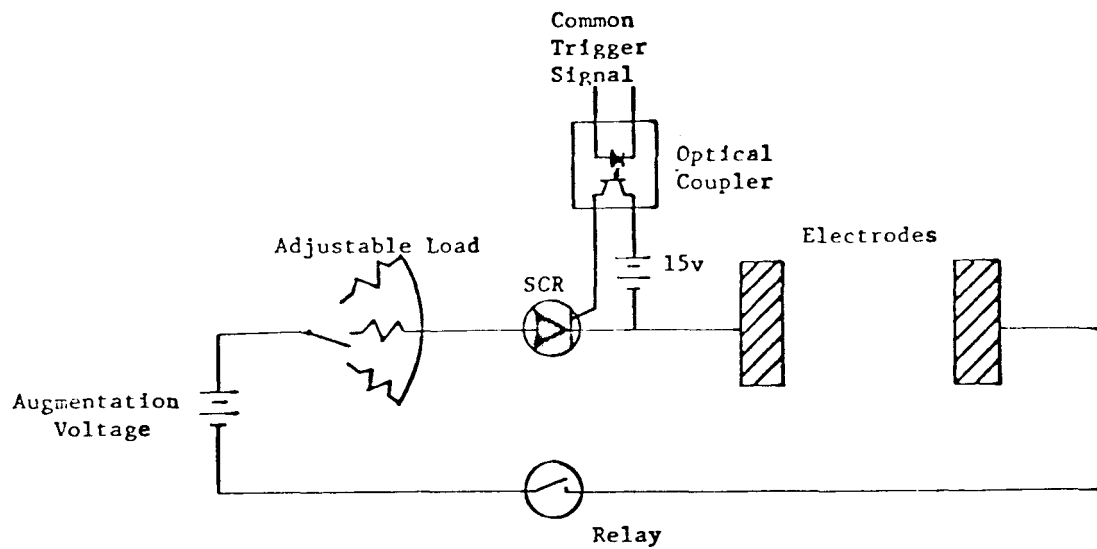 Common
Trigger
Signal
Optical
Coupler
Adjustable Load
Electrodes
15v
SCR
Augmentation
Voltage
Relay